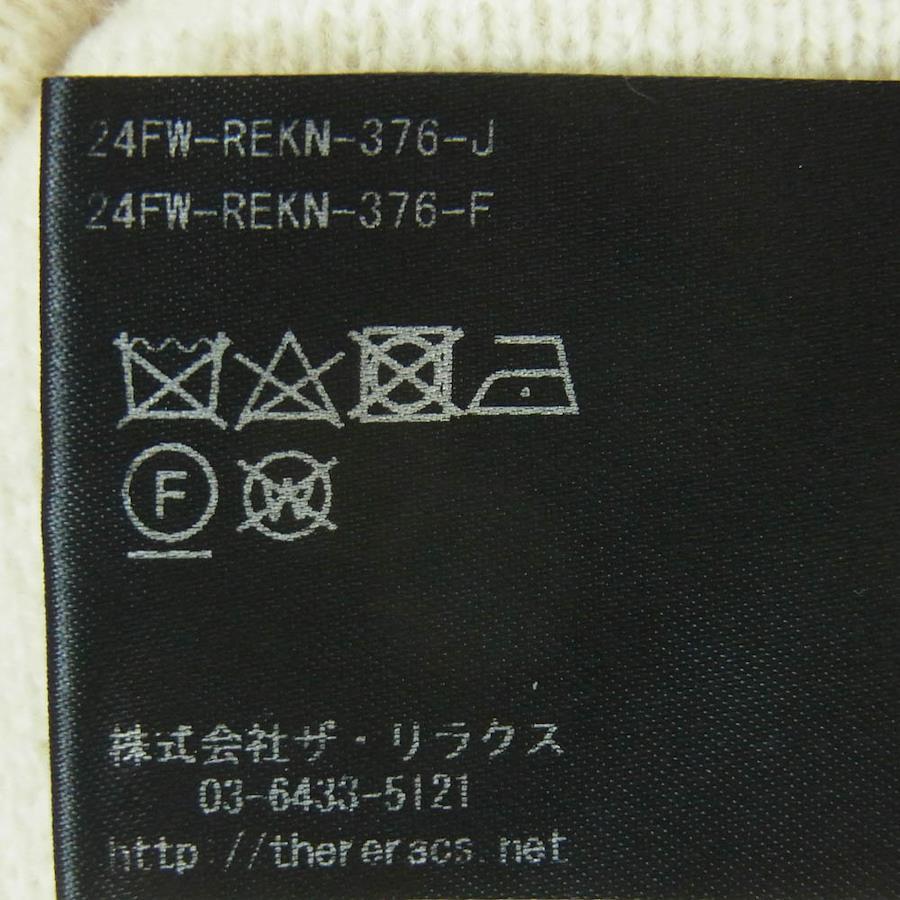 24FW-REKN-376-J
24FW-REKN-376-F
F W
株式会社ザ・リラクス
03-6433-5121
http://thereracs.net